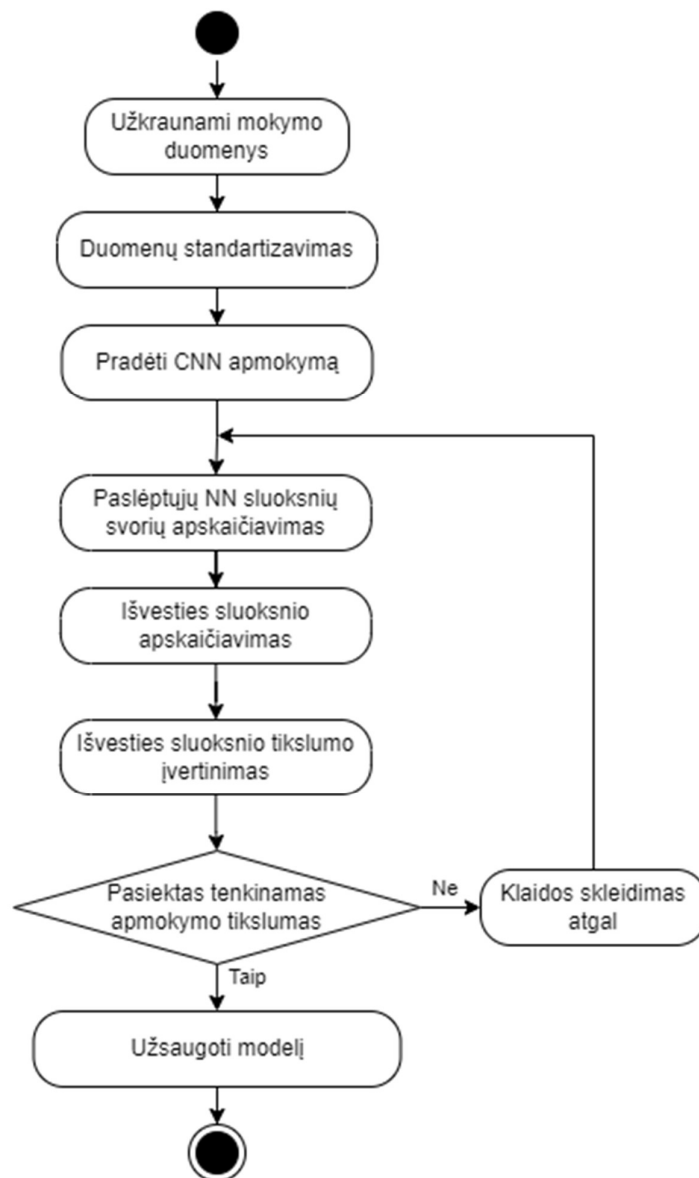 Užkraunami mokymo
duomenys
Duomenų standartizavimas
Pradėti CNN apmokymą
Paslėptųjų NN sluoksnių
svorių apskaičiavimas
Išvesties sluoksnio
apskaičiavimas
Išvesties sluoksnio tikslumo
įvertinimas
Pasiektas tenkinamas
apmokymo tikslumas
Ne
Klaidos skleidimas
atgal
Taip
Užsaugoti modelį